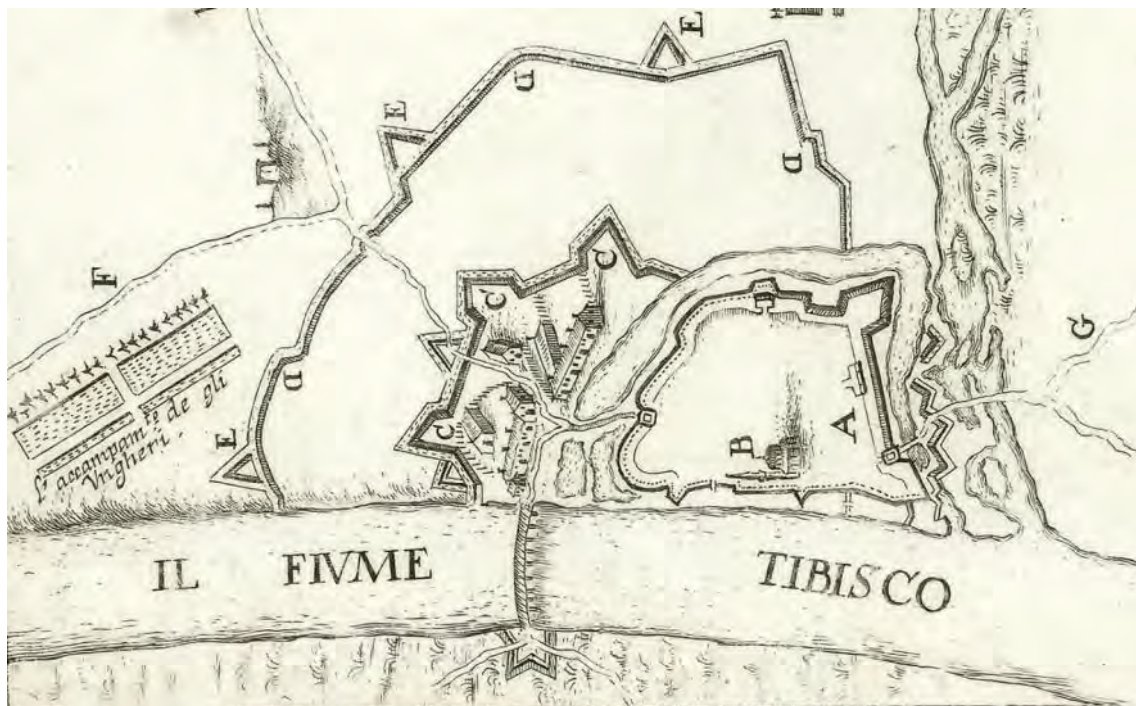 E
D
E
D
F
C
C
G
D
L'accampam.to de gli
Vngheri.
E
C
B
A
IL FIVME TIBISCO